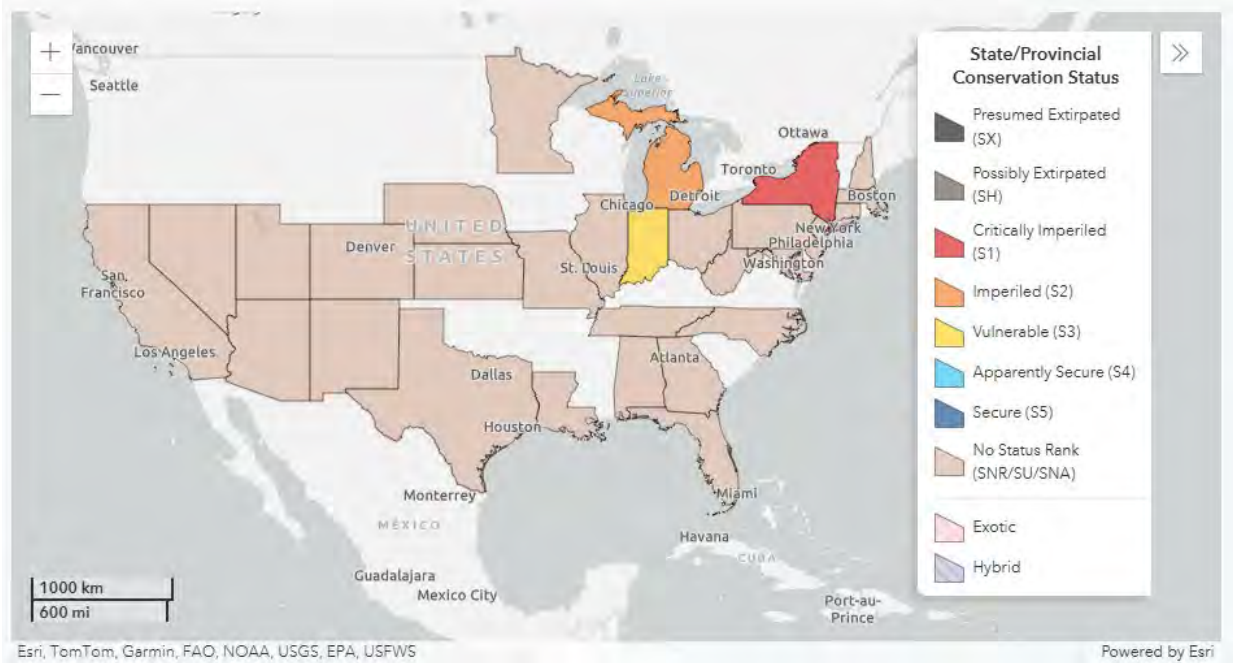 +
−
Vancouver
Seattle
Lake
Superior
Ottawa
Toronto
Detroit
Boston
Chicago
New York
Philadelphia
Washington
UNITED
STATES
Denver
St. Louis
San
Francisco
Los Angeles
Atlanta
Dallas
Houston
Miami
Monterrey
MÉXICO
Havana
CUBA
Guadalajara
Mexico City
Port-au-
Prince
1000 km
600 mi
State/Provincial
Conservation Status
Presumed Extirpated
(SX)
Possibly Extirpated
(SH)
Critically Imperiled
(S1)
Imperiled (S2)
Vulnerable (S3)
Apparently Secure (S4)
Secure (S5)
No Status Rank
(SNR/SU/SNA)
Exotic
Hybrid
»
Esri, TomTom, Garmin, FAO, NOAA, USGS, EPA, USFWS
Powered by Esri